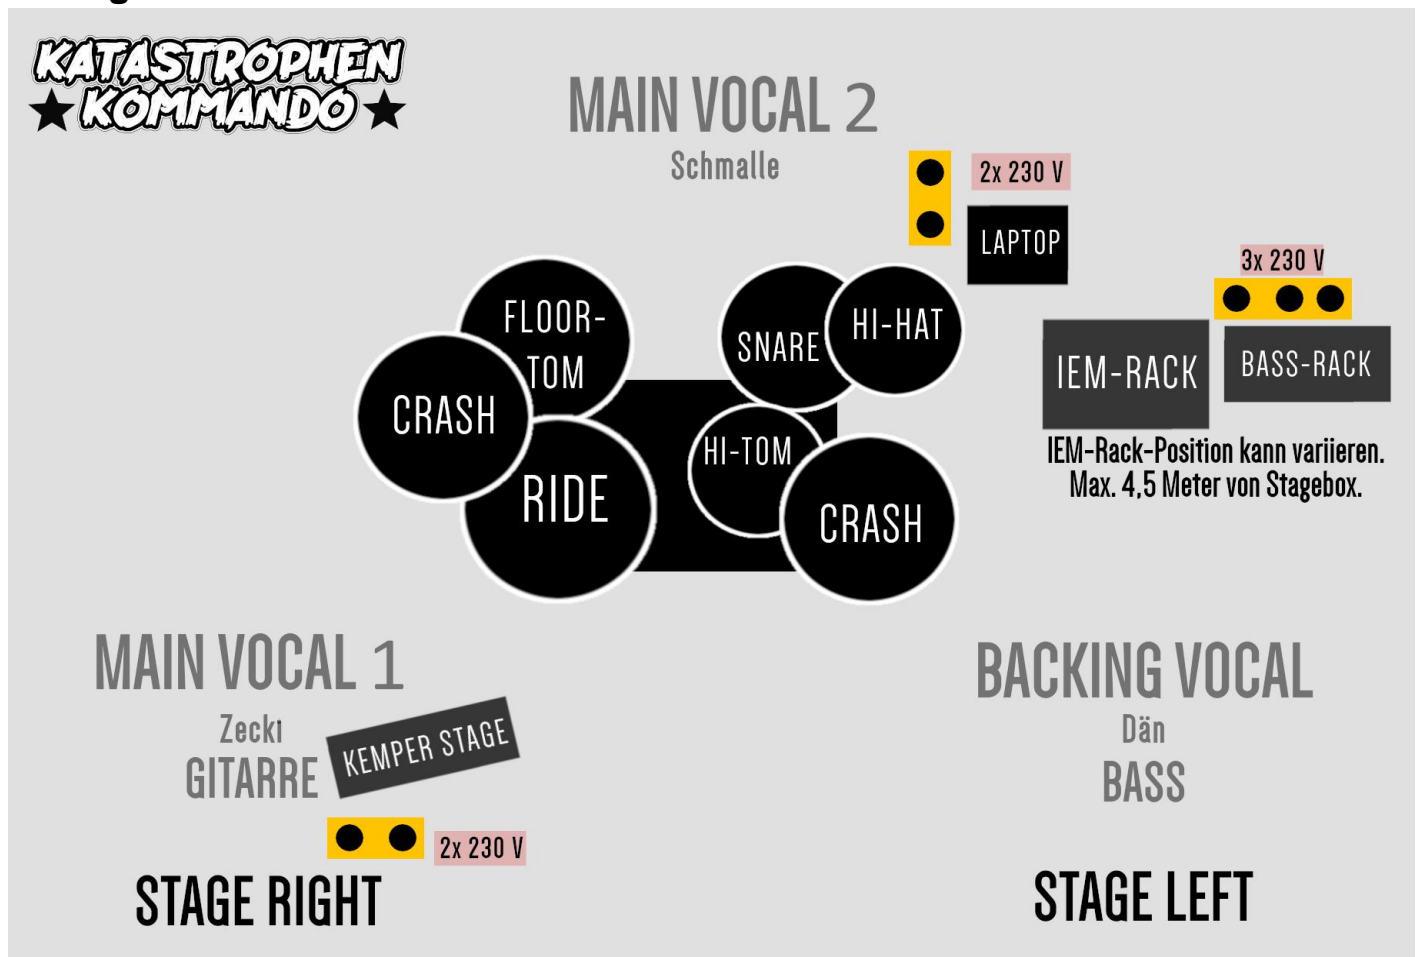 KATASTROPHEN
KOMMANDO
MAIN VOCAL 2
Schmalle
2x 230 V
LAPTOP
3x 230 V
FLOOR-
TOM
SNARE
HI-HAT
IEM-RACK
BASS-RACK
CRASH
HI-TOM
RIDE
CRASH
IEM-Rack-Position kann variieren.
Max. 4,5 Meter von Stagebox.
MAIN VOCAL 1
Zecki
GITARRE
KEMPER STAGE
2x 230 V
BACKING VOCAL
Dän
BASS
STAGE RIGHT
STAGE LEFT